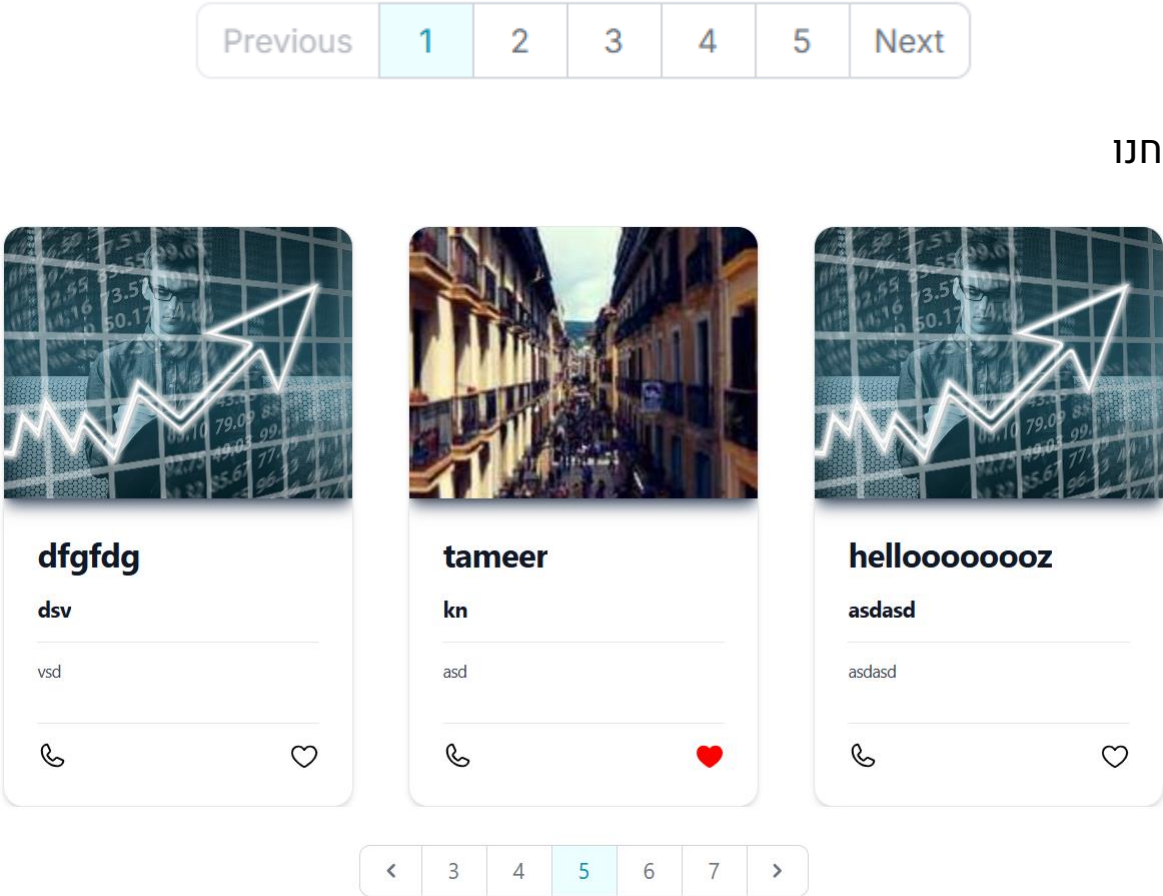 Previous 1 2 3 4 5 Next
חנו
dfgfdg
dsv
vsd
tameer
kn
asd
helloooooooz
asdasd
asdasd
3 4 5 6 7